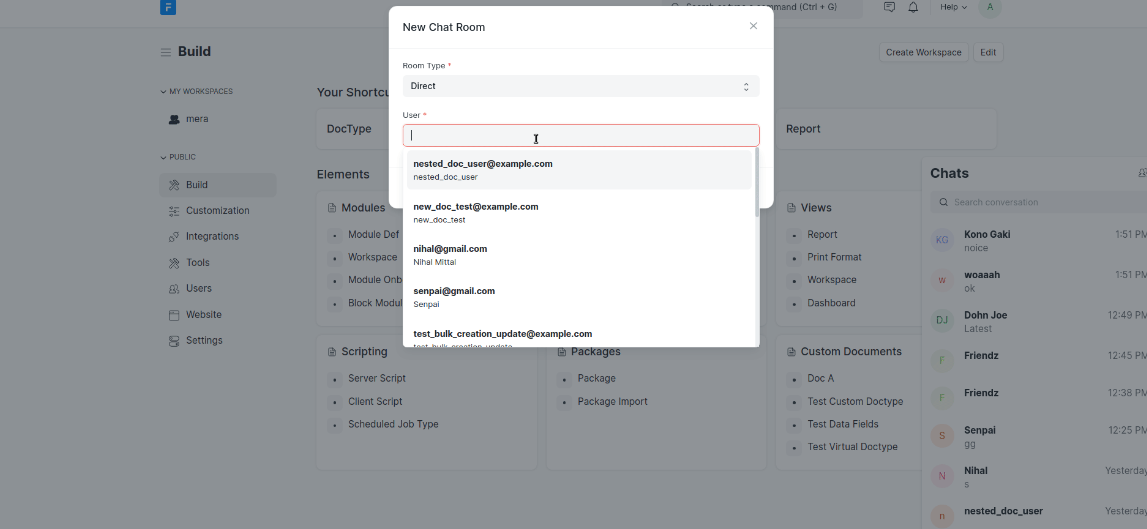 F
Search or type a command (Ctrl + G)
Help
A
Build
Create Workspace
Edit
MY WORKSPACES
mera
PUBLIC
Build
Customization
Integrations
Tools
Users
Website
Settings
New Chat Room
Room Type *
Direct
User *
nested_doc_user@example.com
nested_doc_user
new_doc_test@example.com
new_doc_test
nihal@gmail.com
Nihal Mittal
senpai@gmail.com
Senpai
test_bulk_creation_update@example.com
test_bulk_creation_update
Your Shortcu
DocType
Report
Elements
Modules
Module Def
Workspace
Module Onb
Block Modul
Views
Report
Print Format
Workspace
Dashboard
Scripting
Server Script
Client Script
Scheduled Job Type
Packages
Package
Package Import
Custom Documents
Doc A
Test Custom Doctype
Test Data Fields
Test Virtual Doctype
Chats
Search conversation
KG Kono Gaki 1:51 PM
noice
w woaaah 1:51 PM
ok
DJ Dohn Joe 12:49 PM
Latest
F Friendz 12:45 PM
F Friendz 12:38 PM
S Senpai 12:25 PM
gg
N Nihal Yesterday
s
n nested_doc_user Yesterday